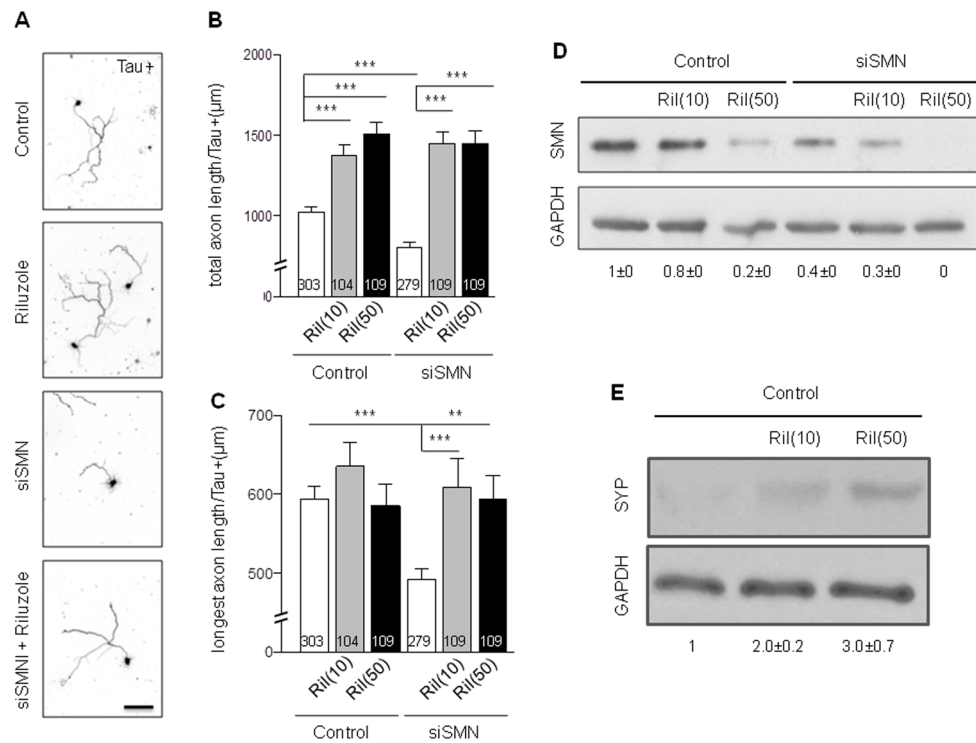 A
Tau+
Control
Riluzole
siSMN
siSMNI + Riluzole
B
total axon length/Tau+(μm)
2000
1500
1000
0
***
***
***
***
***
303
104
109
279
109
109
Ril(10)
Ril(50)
Ril(10)
Ril(50)
Control
siSMN
C
longest axon length/Tau+(μm)
700
600
500
0
***
**
***
303
104
109
279
109
109
Ril(10)
Ril(50)
Ril(10)
Ril(50)
Control
siSMN
D
Control
siSMN
Ril(10)
Ril(50)
Ril(10)
Ril(50)
SMN
GAPDH
1±0
0.8±0
0.2±0
0.4±0
0.3±0
0
E
Control
Ril(10)
Ril(50)
SYP
GAPDH
1
2.0±0.2
3.0±0.7